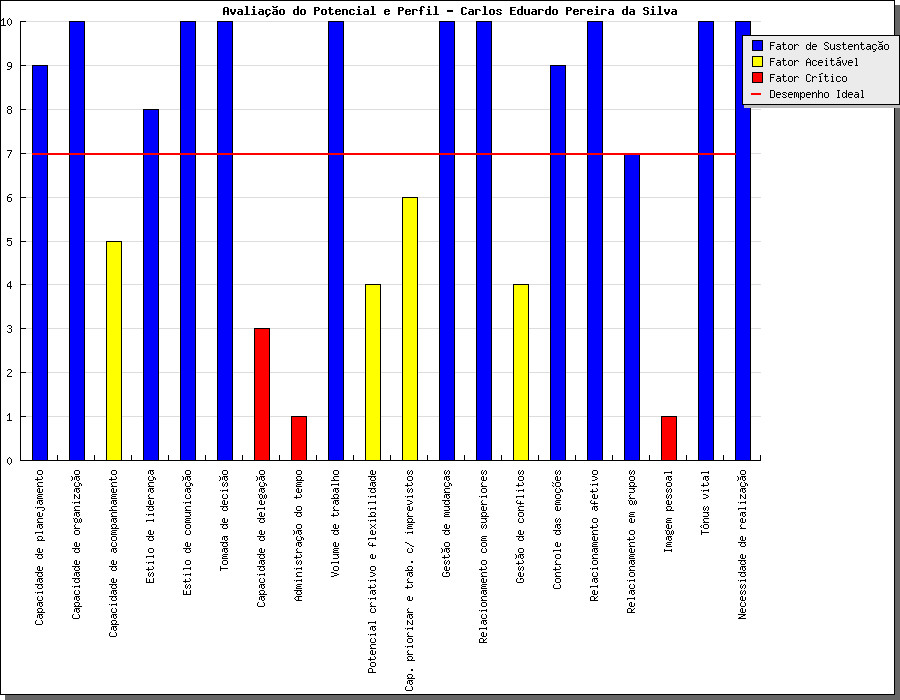 Avaliação do Potencial e Perfil - Carlos Eduardo Pereira da Silva
10
9
8
7
6
5
4
3
2
1
0
Fator de Sustentação
Fator Aceitável
Fator Crítico
Desempenho Ideal
Capacidade de planejamento
Capacidade de organização
Capacidade de acompanhamento
Estilo de liderança
Estilo de comunicação
Tomada de decisão
Capacidade de delegação
Administração do tempo
Volume de trabalho
Potencial criativo e flexibilidade
Cap. priorizar e trab. c/ imprevistos
Gestão de mudanças
Relacionamento com superiores
Gestão de conflitos
Controle das emoções
Relacionamento afetivo
Relacionamento em grupos
Imagem pessoal
Tônus vital
Necessidade de realização